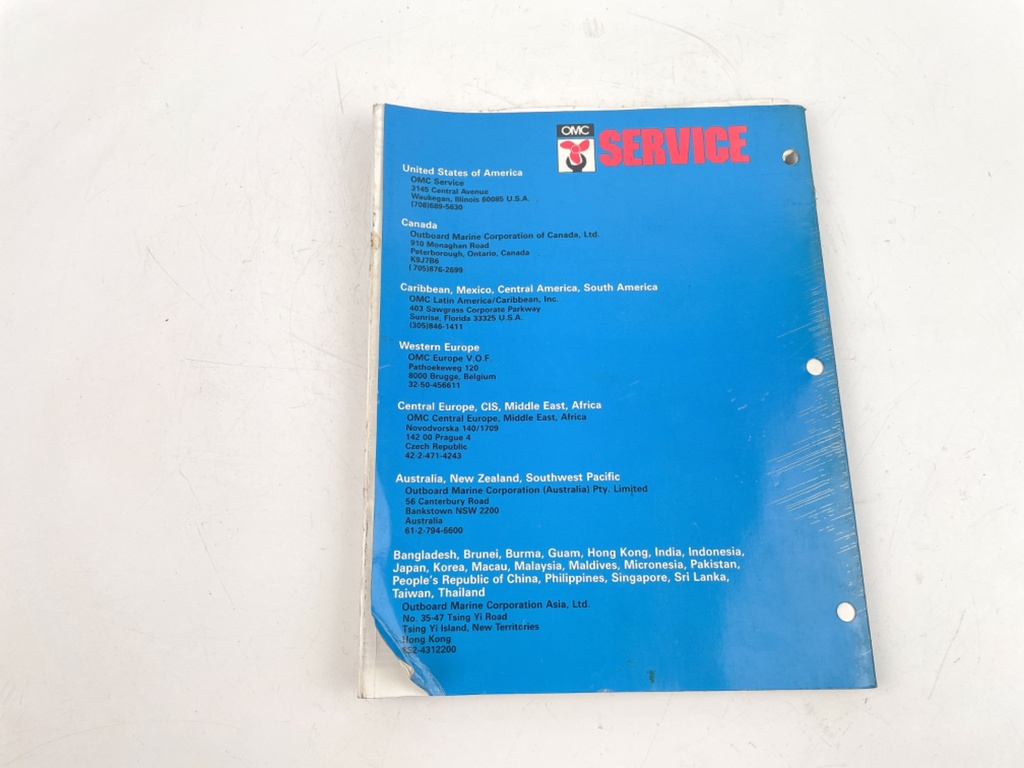 OMC
SERVICE
United States of America
OMC Service
3145 Central Avenue
Waukegan, Illinois 60085 U.S.A.
(708)689-5630
Canada
Outboard Marine Corporation of Canada, Ltd.
910 Monaghan Road
Peterborough, Ontario, Canada
K9J7B6
(705)876-2699
Caribbean, Mexico, Central America, South America
OMC Latin America/Caribbean, Inc.
403 Sawgrass Corporate Parkway
Sunrise, Florida 33325 U.S.A.
(305)846-1411
Western Europe
OMC Europe V.O.F.
Pathoekeweg 120
8000 Brugge, Belgium
32-50-456611
Central Europe, CIS, Middle East, Africa
OMC Central Europe, Middle East, Africa
Novodvorska 140/1709
142 00 Prague 4
Czech Republic
42-2-471-4243
Australia, New Zealand, Southwest Pacific
Outboard Marine Corporation (Australia) Pty. Limited
56 Canterbury Road
Bankstown NSW 2200
Australia
61-2-794-6600
Bangladesh, Brunei, Burma, Guam, Hong Kong, India, Indonesia,
Japan, Korea, Macau, Malaysia, Maldives, Micronesia, Pakistan,
People's Republic of China, Philippines, Singapore, Sri Lanka,
Taiwan, Thailand
Outboard Marine Corporation Asia, Ltd.
No. 35-47 Tsing Yi Road
Tsing Yi Island, New Territories
Hong Kong
852-4312200